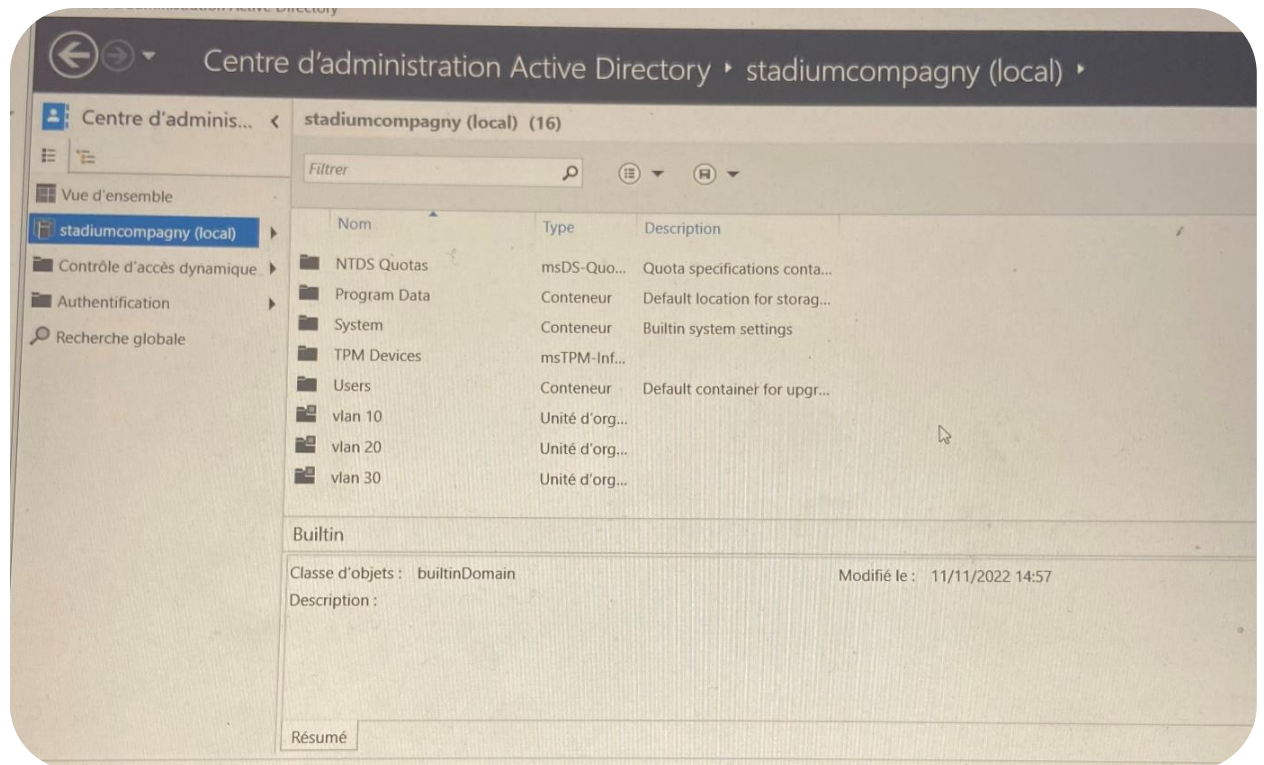 Centre d'administration Active Directory ‣ stadiumcompagny (local) ‣
Centre d'adminis...
stadiumcompagny (local) (16)
Filtrer
Vue d'ensemble
stadiumcompagny (local)
Contrôle d'accès dynamique
Authentification
Recherche globale
Nom Type Description
NTDS Quotas msDS-Quo... Quota specifications conta...
Program Data Conteneur Default location for storag...
System Conteneur Builtin system settings
TPM Devices msTPM-Inf...
Users Conteneur Default container for upgr...
vlan 10 Unité d'org...
vlan 20 Unité d'org...
vlan 30 Unité d'org...
Builtin
Classe d'objets : builtinDomain Modifié le : 11/11/2022 14:57
Description :
Résumé